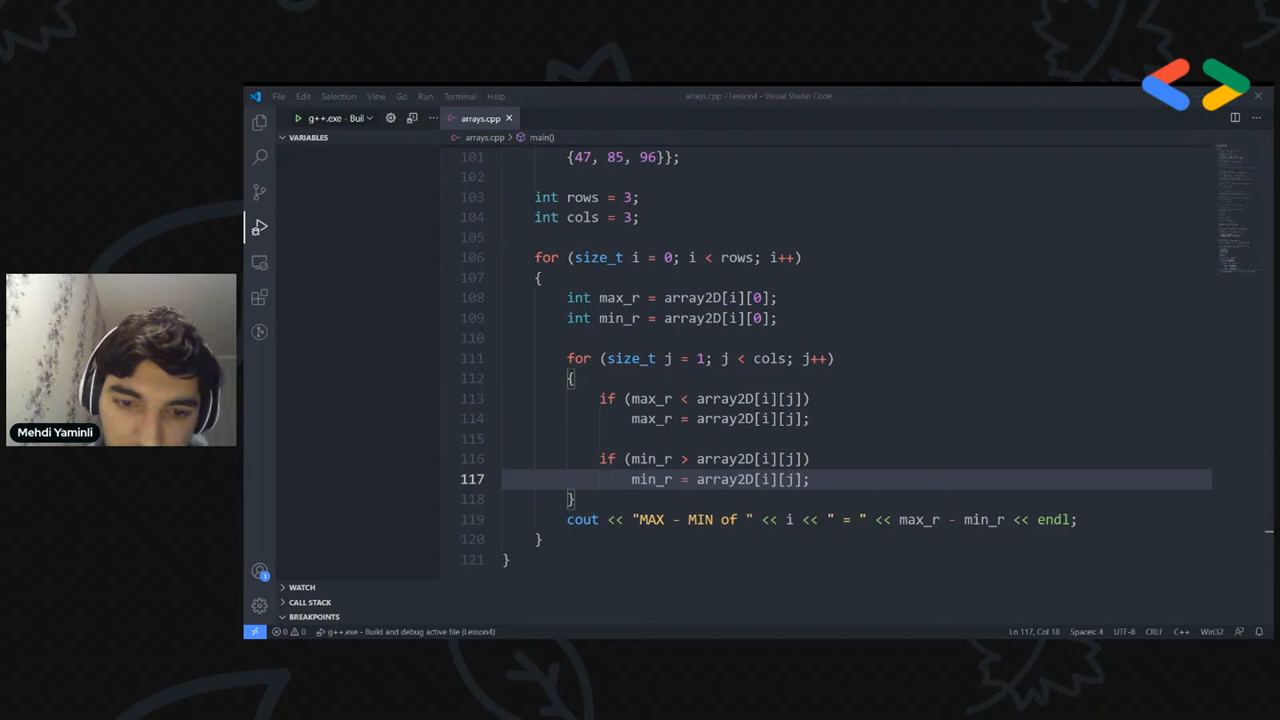 File Edit Selection View Go Run Terminal Help
arrays.cpp - Lesson4 - Visual Studio Code
g++.exe - Buil
arrays.cpp
VARIABLES
arrays.cpp > main()
101 {47, 85, 96}};
102
103 int rows = 3;
104 int cols = 3;
105
106 for (size_t i = 0; i < rows; i++)
107 {
108 int max_r = array2D[i][0];
109 int min_r = array2D[i][0];
110
111 for (size_t j = 1; j < cols; j++)
112 {
113 if (max_r < array2D[i][j])
114 max_r = array2D[i][j];
115
116 if (min_r > array2D[i][j])
117 min_r = array2D[i][j];
118 }
119 cout << "MAX - MIN of " << i << " = " << max_r - min_r << endl;
120 }
121 }
Mehdi Yaminli
1
WATCH
CALL STACK
BREAKPOINTS
0 0 g++.exe - Build and debug active file (Lesson4)
Ln 117, Col 18 Spaces: 4 UTF-8 CRLF C++ Win32